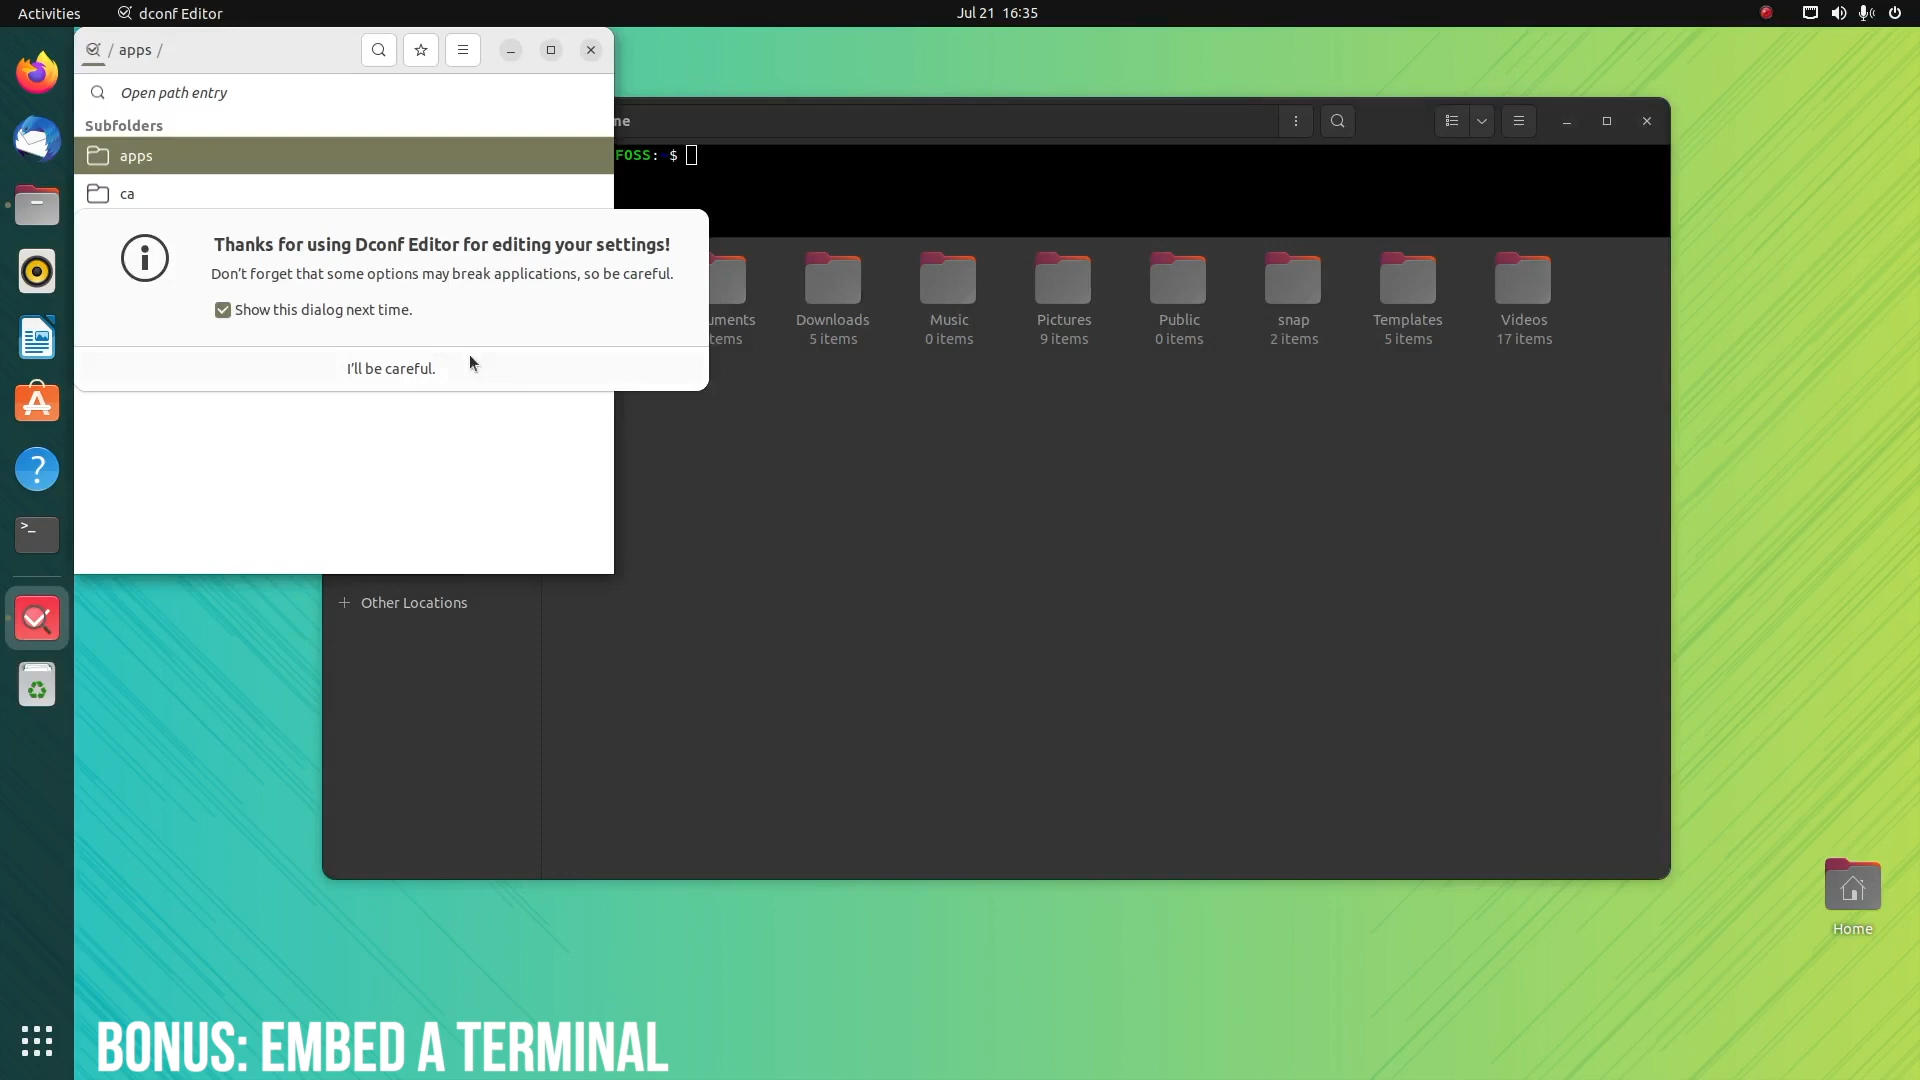 Activities
dconf Editor
Jul 21 16:35
/ apps /
Open path entry
Subfolders
apps
ca
Thanks for using Dconf Editor for editing your settings!
Don't forget that some options may break applications, so be careful.
Show this dialog next time.
I'll be careful.
me
FOSS: $
uments
tems
Downloads
5 items
Music
0 items
Pictures
9 items
Public
0 items
snap
2 items
Templates
5 items
Videos
17 items
+ Other Locations
Home
BONUS: EMBED A TERMINAL